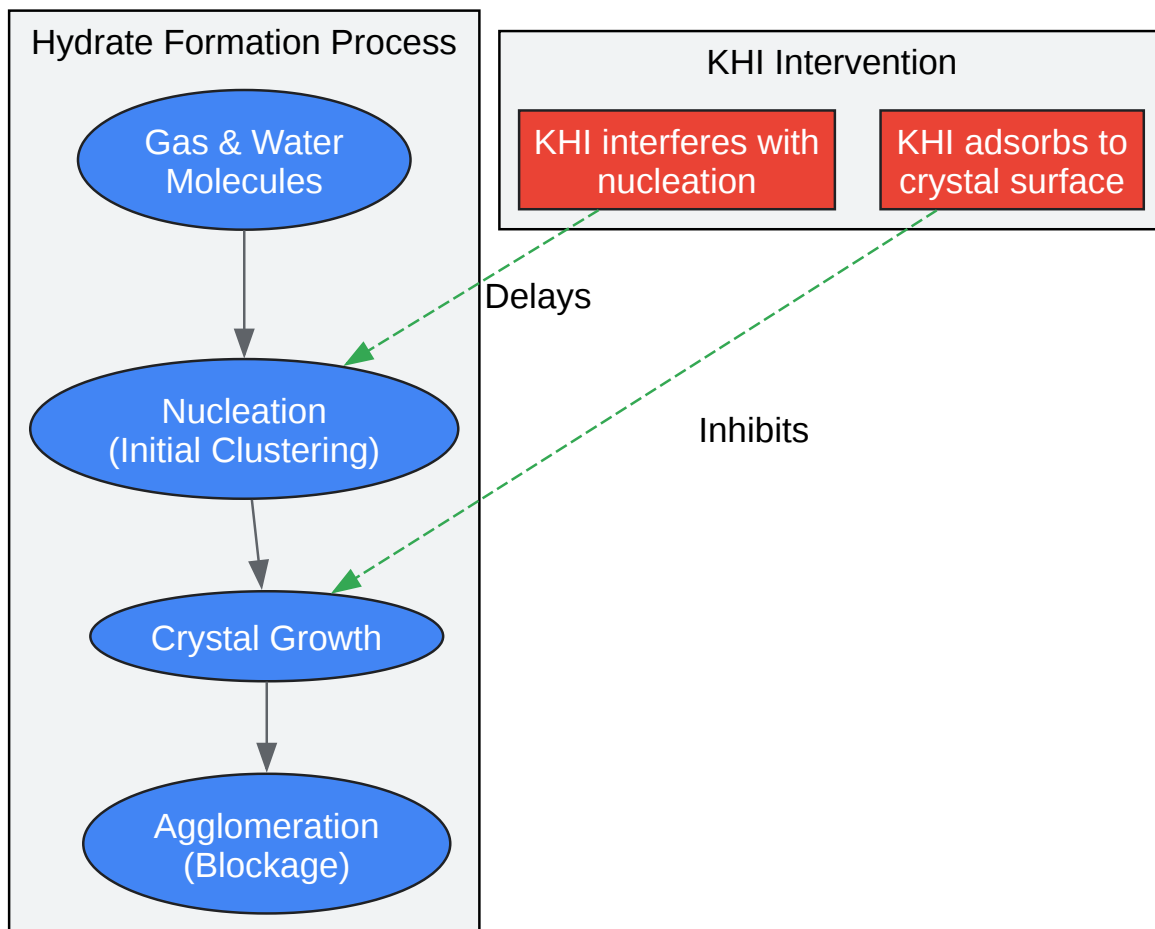 Hydrate Formation Process
Gas & Water
Molecules
Nucleation
(Initial Clustering)
Crystal Growth
Agglomeration
(Blockage)
KHI Intervention
KHI interferes with
nucleation
KHI adsorbs to
crystal surface
Delays
Inhibits